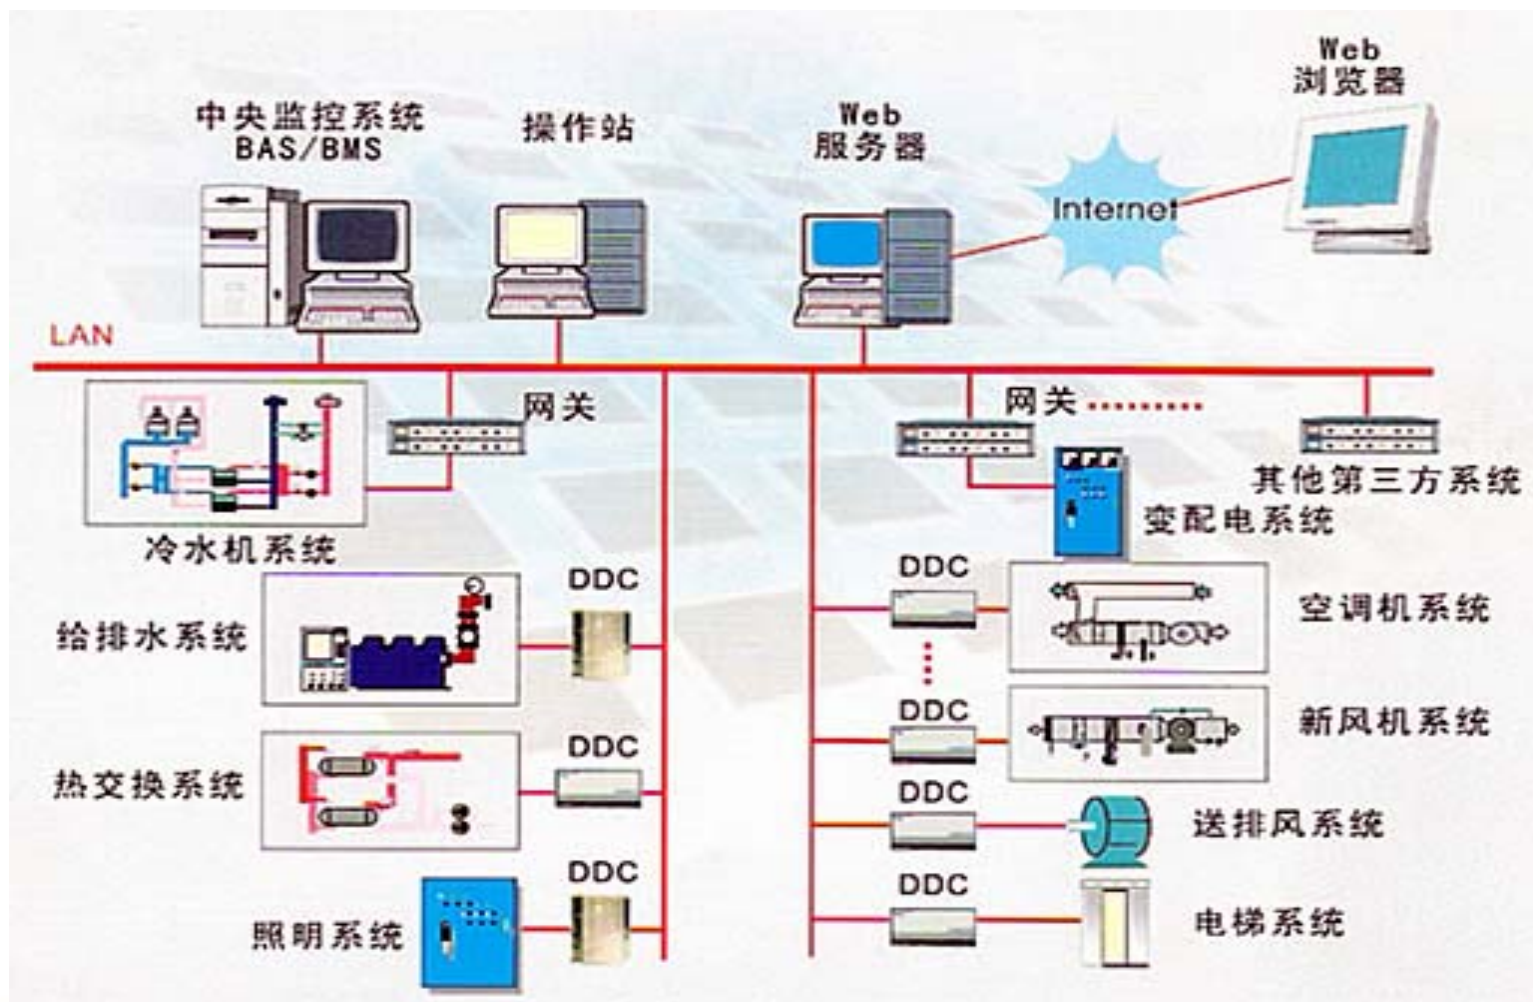 Web
浏览器
中央监控系统
BAS/BMS
操作站
Web
服务器
Internet
LAN
网关
网关
其他第三方系统
变配电系统
冷水机系统
DDC
DDC
给排水系统
空调机系统
DDC
新风机系统
DDC
热交换系统
DDC
送排风系统
DDC
DDC
照明系统
电梯系统